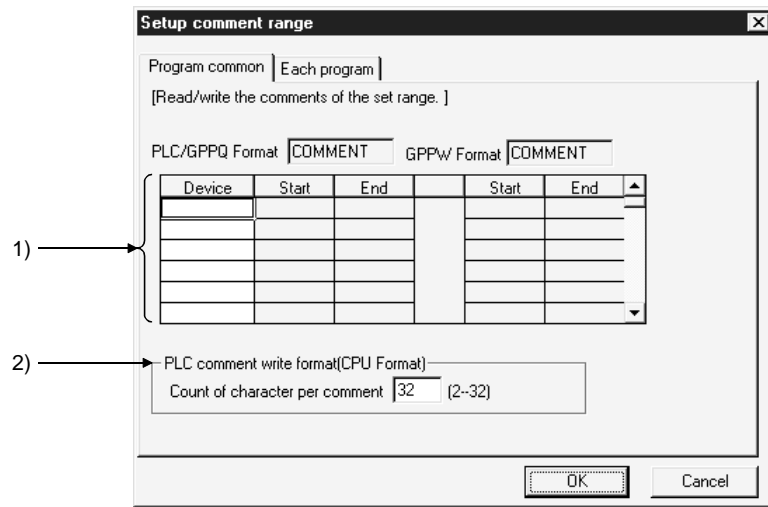 Setup comment range
Program common Each program
[Read/write the comments of the set range. ]
PLC/GPPQ Format COMMENT GPPW Format COMMENT
Device Start End Start End
1)
2)
PLC comment write format(CPU Format)
Count of character per comment 32 (2--32)
OK Cancel